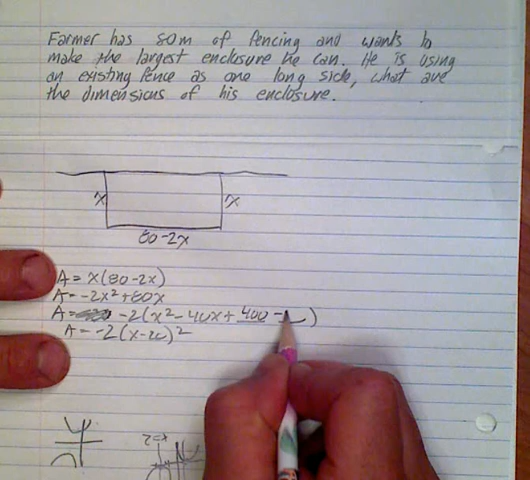 Farmer has 80m of fencing and wants to
make the largest enclosure he can. He is using
an existing fence as one long side, what are
the dimensions of his enclosure.
x x
80-2x
A = x(80-2x)
A = -2x²+80x
A = -2(x²-40x+400-
A = -2(x-20)²